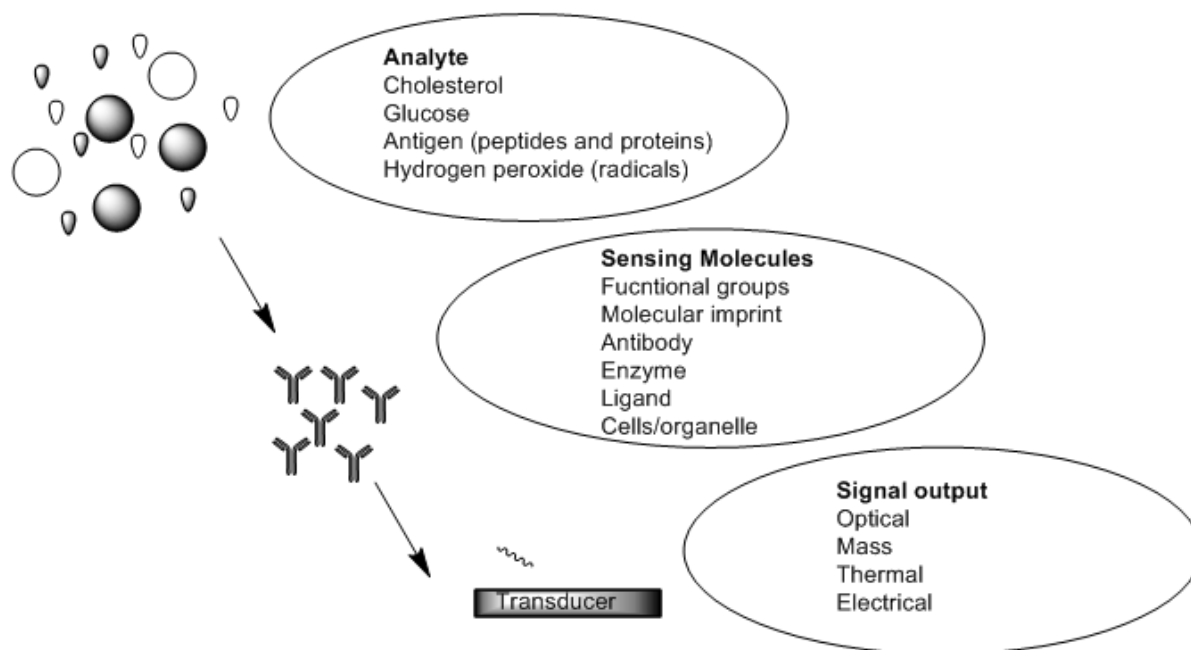 Analyte
Cholesterol
Glucose
Antigen (peptides and proteins)
Hydrogen peroxide (radicals)
Sensing Molecules
Fucntional groups
Molecular imprint
Antibody
Enzyme
Ligand
Cells/organelle
Signal output
Optical
Mass
Thermal
Electrical
Transducer